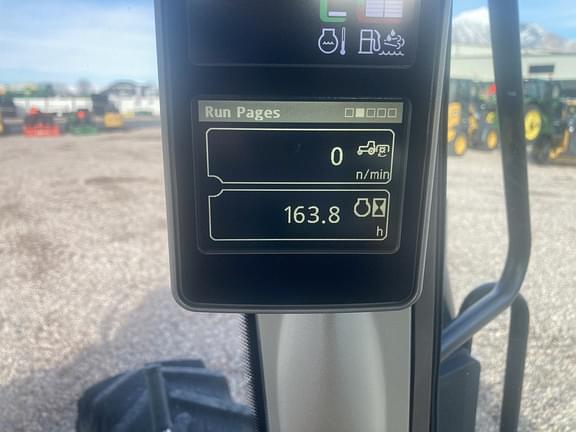 Run Pages
0
n/min
163.8
h